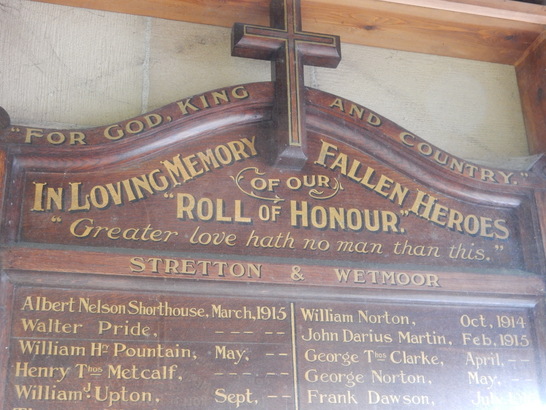 "FOR GOD, KING AND COUNTRY."
IN LOVING MEMORY OF OUR FALLEN HEROES
"ROLL OF HONOUR."
"Greater love hath no man than this."
STRETTON & WETMOOR
Albert Nelson Shorthouse, March, 1915
Walter Pride, - - - -
William Hy Pountain, May, - - -
Henry Thos Metcalf, - - - -
William J Upton, Sept, - - -
William Norton, Oct, 1914
John Darius Martin, Feb, 1915
George Thos Clarke, April, - - -
George Norton, May, - - -
Frank Dawson,